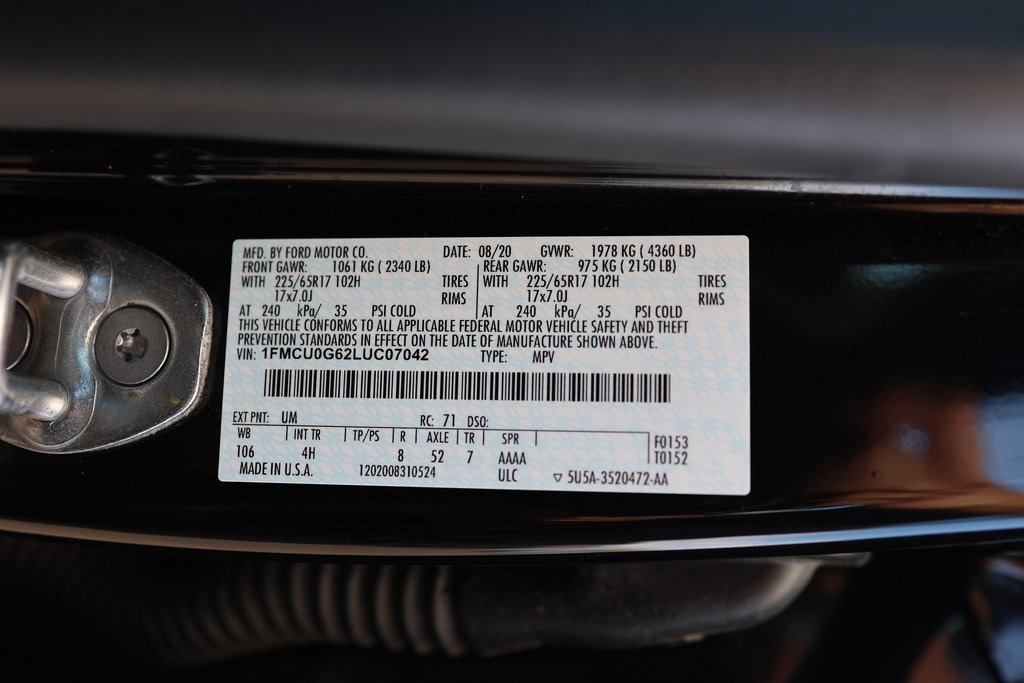 MFD. BY FORD MOTOR CO. DATE: 08/20 GVWR: 1978 KG ( 4360 LB)
FRONT GAWR: 1061 KG ( 2340 LB) REAR GAWR: 975 KG ( 2150 LB)
WITH 225/65R17 102H TIRES WITH 225/65R17 102H TIRES
17x7.0J RIMS 17x7.0J RIMS
AT 240 kPa/ 35 PSI COLD AT 240 kPa/ 35 PSI COLD
THIS VEHICLE CONFORMS TO ALL APPLICABLE FEDERAL MOTOR VEHICLE SAFETY AND THEFT
PREVENTION STANDARDS IN EFFECT ON THE DATE OF MANUFACTURE SHOWN ABOVE.
VIN: 1FMCU0G62LUC07042 TYPE: MPV
EXT PNT: UM RC: 71 DSO:
WB INT TR TP/PS R AXLE TR SPR F0153
106 4H 8 52 7 AAAA T0152
MADE IN U.S.A. 1202008310524 ULC ▽ 5U5A-3520472-AA